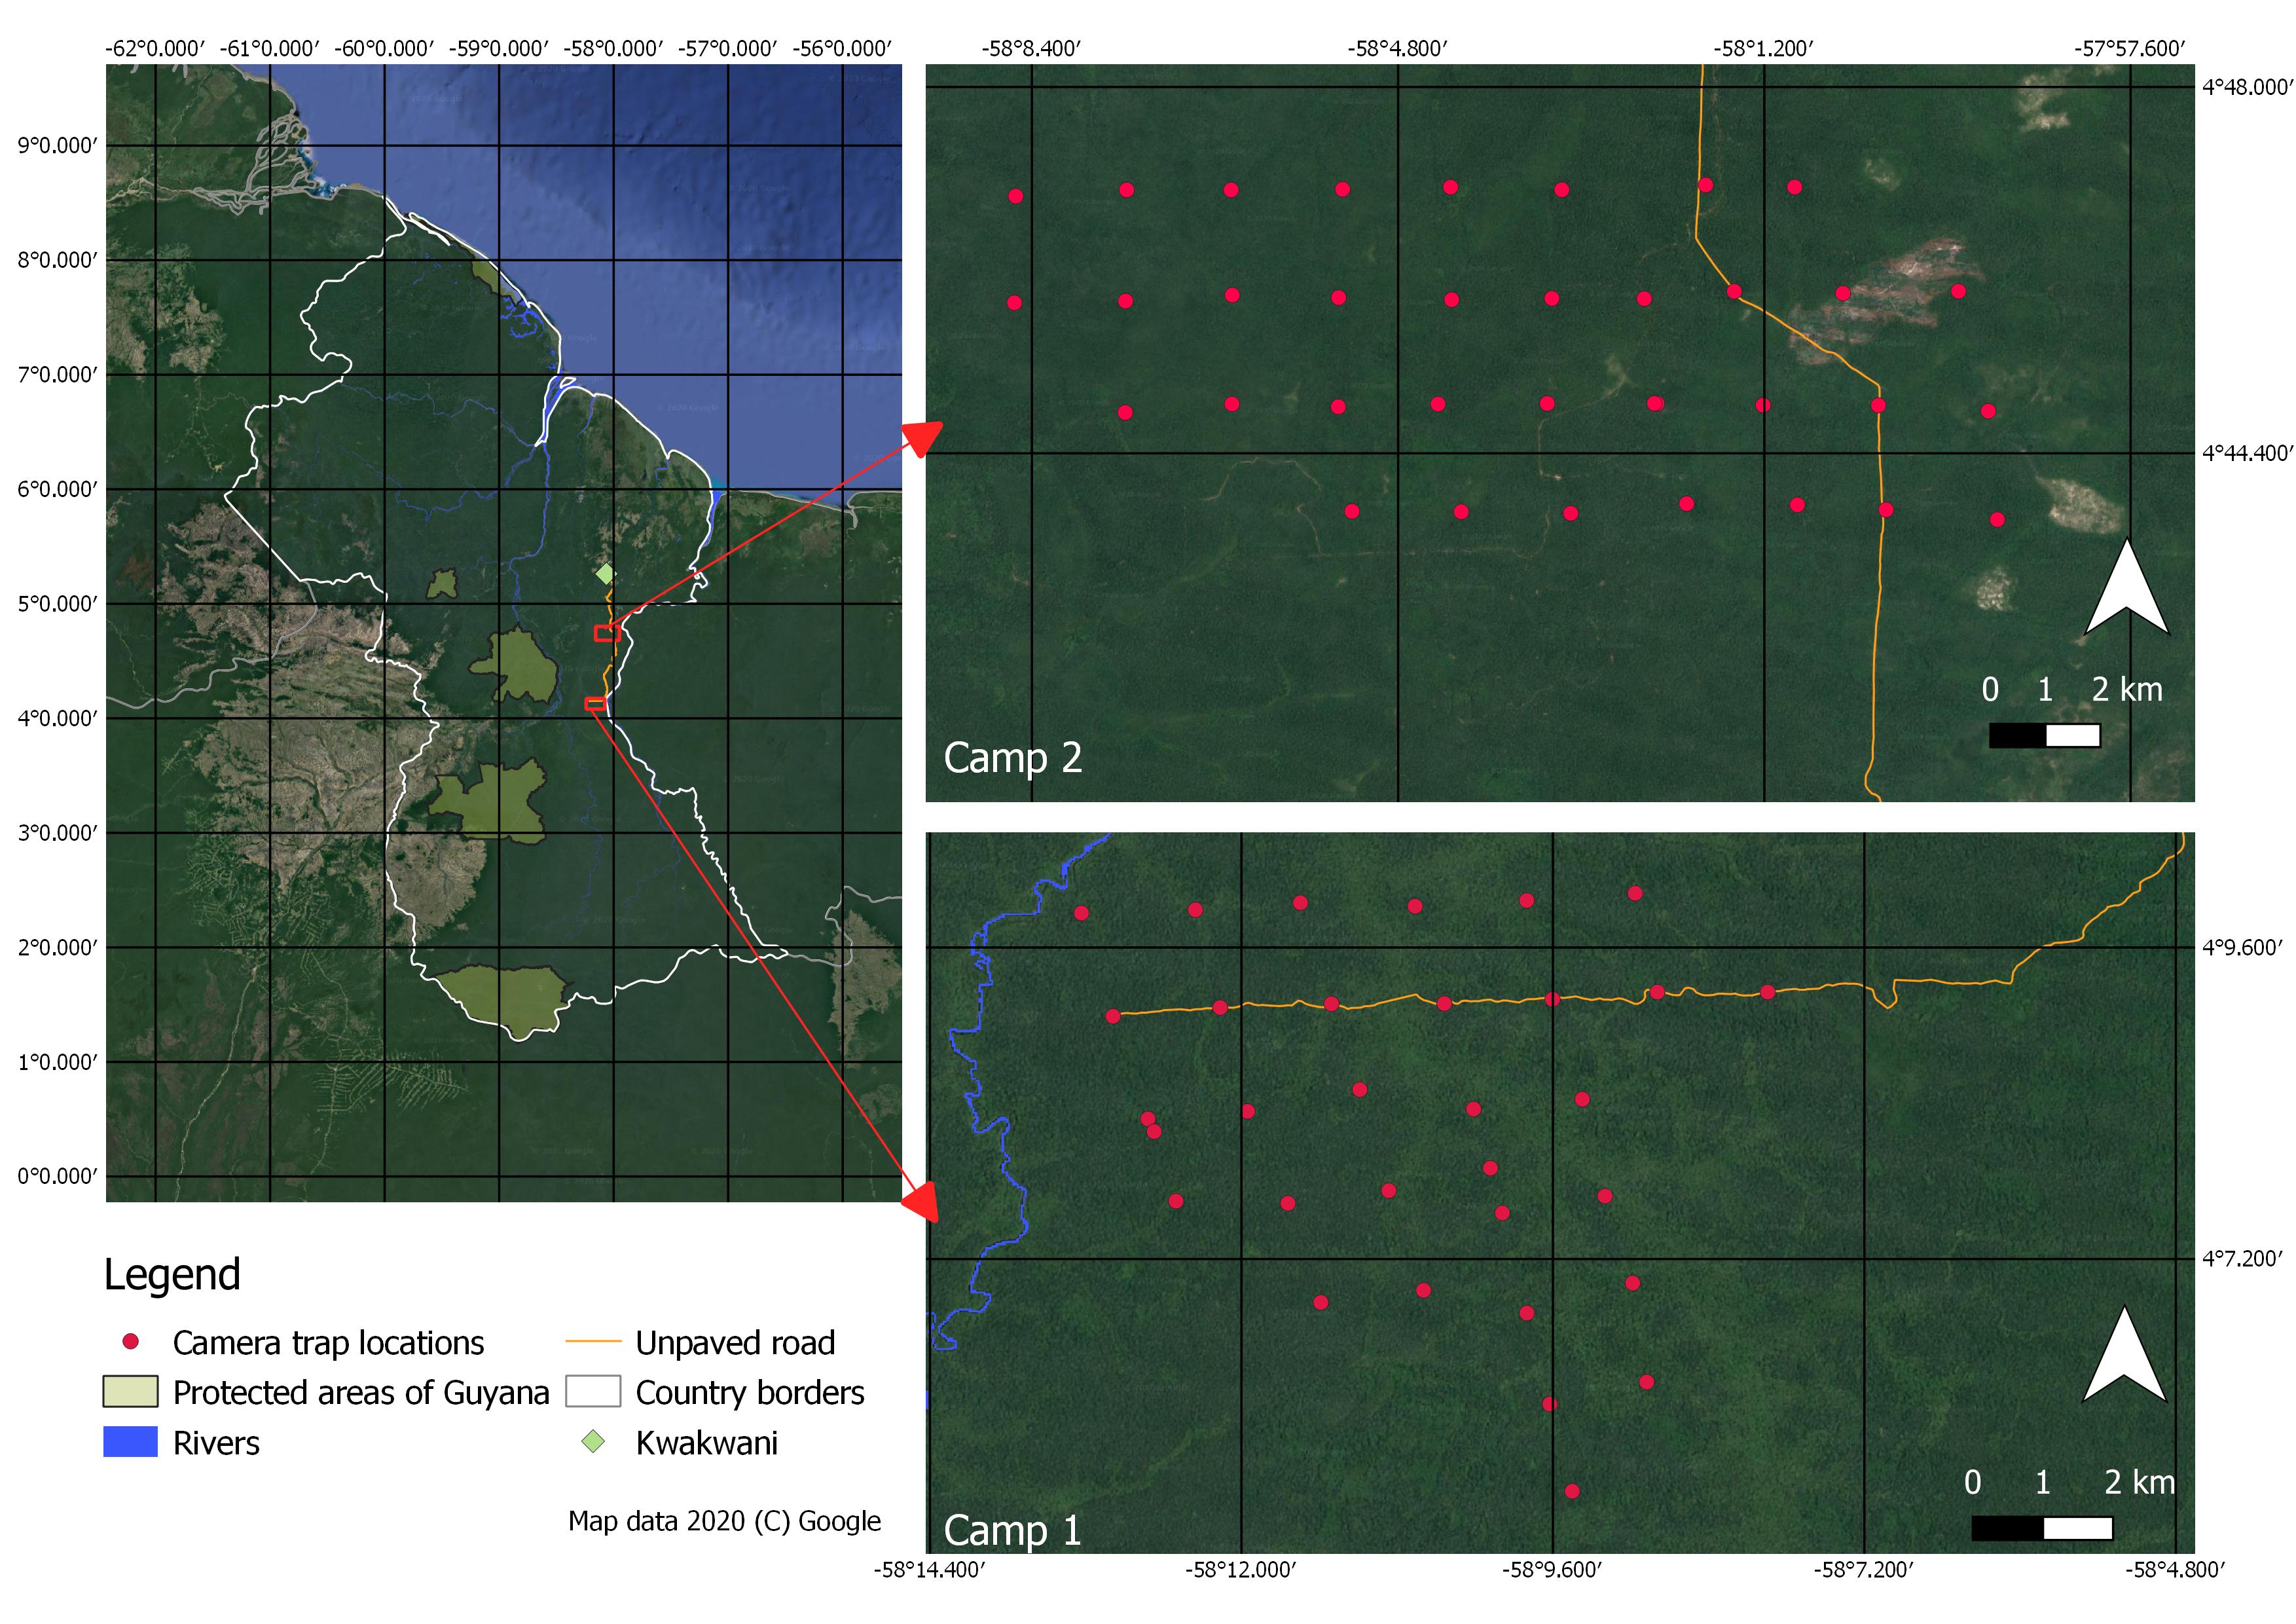 -62°0.000′ -61°0.000′ -60°0.000′ -59°0.000′ -58°0.000′ -57°0.000′ -56°0.000′
9°0.000′
8°0.000′
7°0.000′
6°0.000′
5°0.000′
4°0.000′
3°0.000′
2°0.000′
1°0.000′
0°0.000′
-58°8.400′ -58°4.800′ -58°1.200′ -57°57.600′
4°48.000′
4°44.400′
0 1 2 km
Camp 2
4°9.600′
4°7.200′
0 1 2 km
Camp 1
-58°14.400′ -58°12.000′ -58°9.600′ -58°7.200′ -58°4.800′
Legend
Camera trap locations
Protected areas of Guyana
Rivers
Unpaved road
Country borders
Kwakwani
Map data 2020 (C) Google